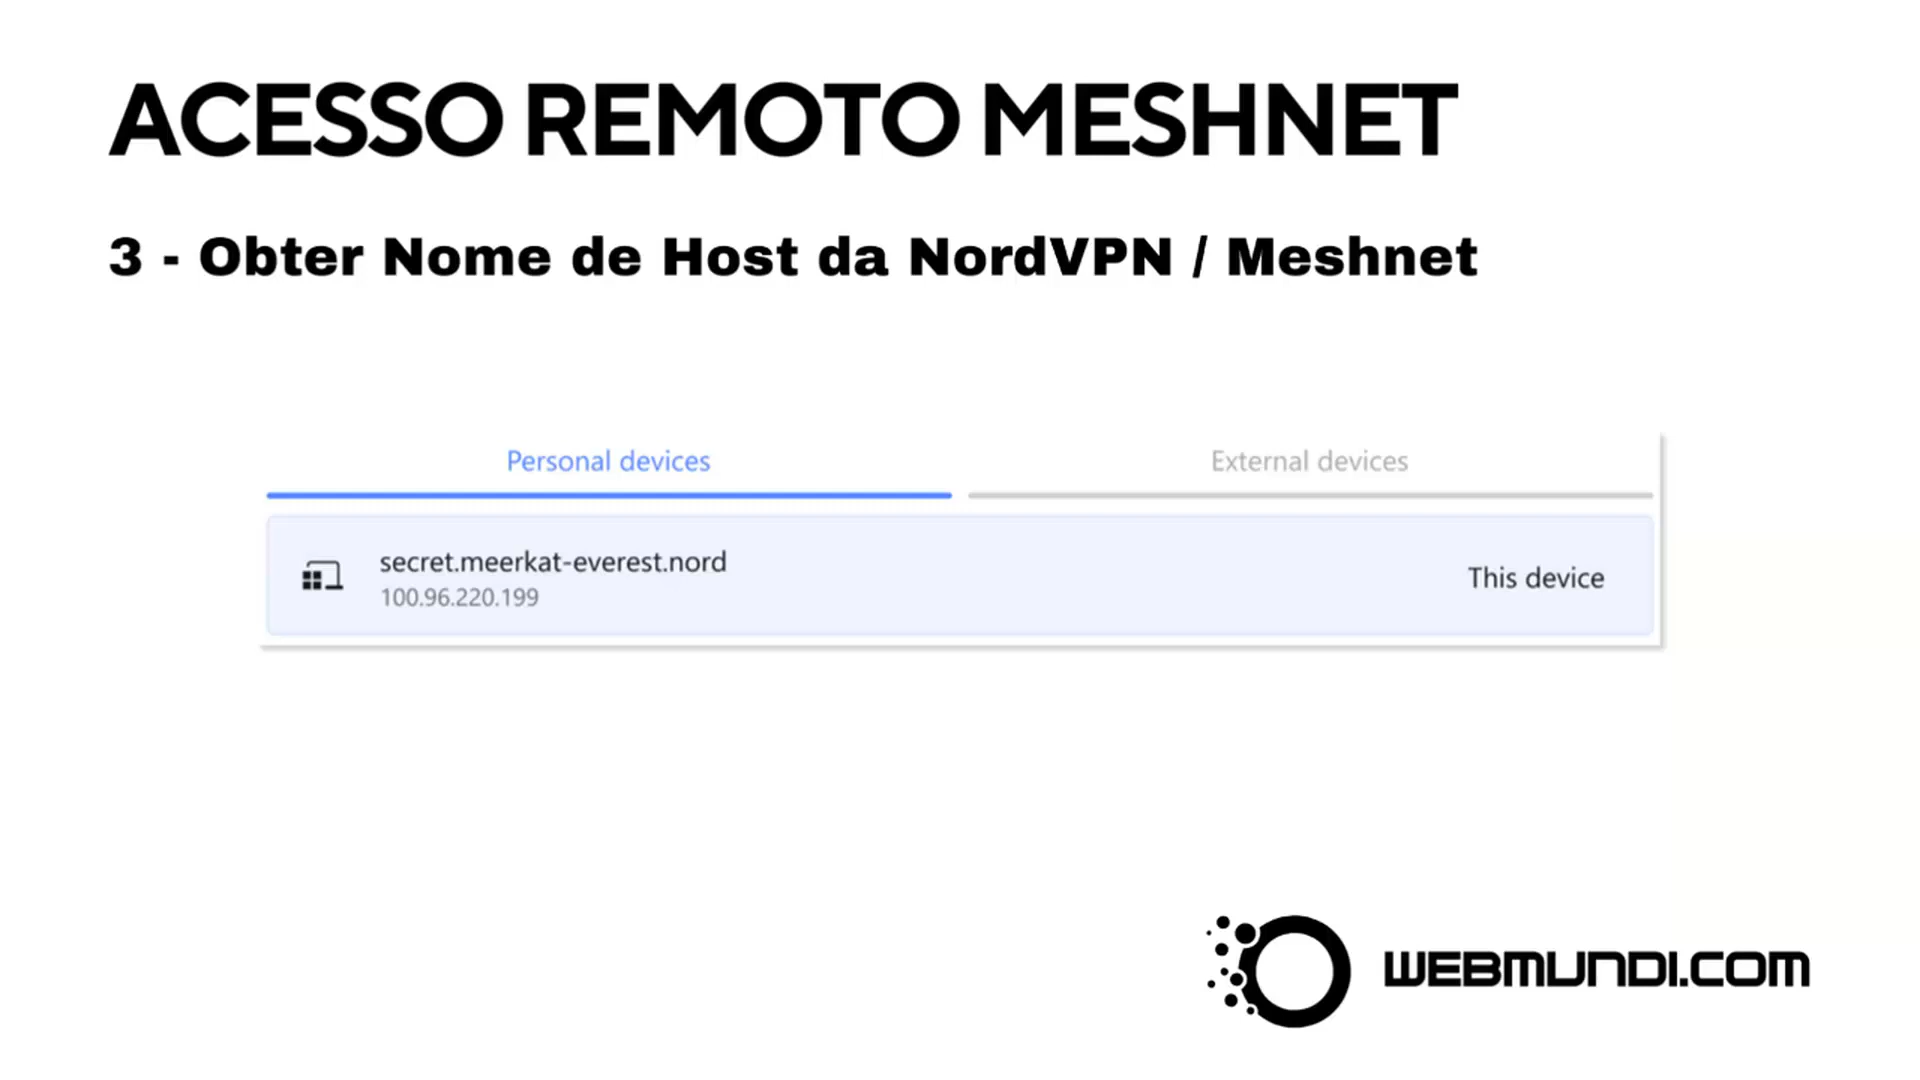 ACESSO REMOTO MESHNET
3 - Obter Nome de Host da NordVPN / Meshnet
Personal devices
External devices
secret.meerkat-everest.nord
100.96.220.199
This device
WEBMUNDI.COM